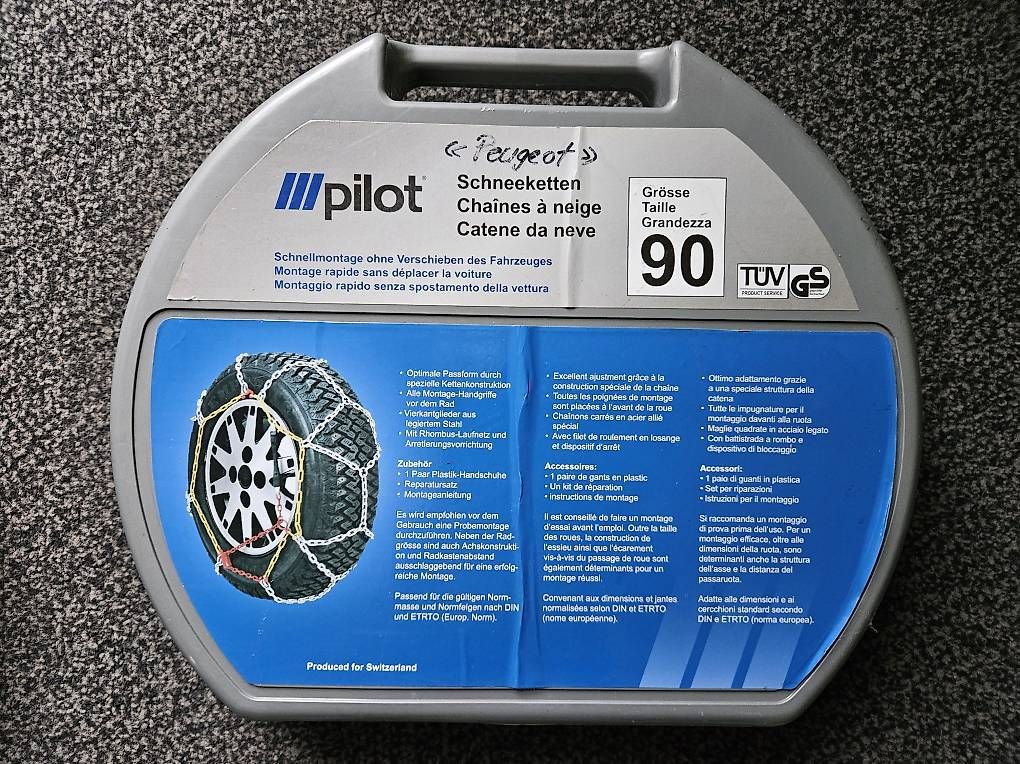 « Peugeot »
pilot
Schneeketten
Chaînes à neige
Catene da neve
Grösse
Taille
Grandezza
90
Schnellmontage ohne Verschieben des Fahrzeuges
Montage rapide sans déplacer la voiture
Montaggio rapido senza spostamento della vettura
TÜV
PRODUCT SERVICE
GS
• Optimale Passform durch
spezielle Kettenkonstruktion
• Alle Montage-Handgriffe
vor dem Rad
• Vierkantglieder aus
legiertem Stahl
• Mit Rhombus-Laufnetz und
Arretierungsvorrichtung
Zubehör
• 1 Paar Plastik-Handschuhe
• Reparatursatz
• Montageanleitung
Es wird empfohlen vor dem
Gebrauch eine Probemontage
durchzuführen. Neben der Rad-
grösse sind auch Achskonstrukti-
on und Radkastenabstand
ausschlaggebend für eine erfolg-
reiche Montage.
Passend für die gültigen Norm-
masse und Normfelgen nach DIN
und ETRTO (Europ. Norm).
• Excellent ajustment grâce à la
construction spéciale de la chaîne
• Toutes les poignées de montage
sont placées à l'avant de la roue
• Chaînons carrés en acier allié
spécial
• Avec filet de roulement en losange
et dispositif d'arrêt
Accessoires:
• 1 paire de gants en plastic
• Un kit de réparation
• instructions de montage
Il est conseillé de faire un montage
d'essai avant l'emploi. Outre la taille
des roues, la construction de
l'essieu ainsi que l'écarement
vis-à-vis du passage de roue sont
également déterminants pour un
montage réussi.
Convenant aux dimensions et jantes
normalisées selon DIN et ETRTO
(nome européenne).
• Ottimo adattamento grazie
a una speciale struttura della
catena
• Tutte le impugnature per il
montaggio davanti alla ruota
• Maglie quadrate in acciaio legato
• Con battistrada a rombo e
dispositivo di bloccaggio
Accessori:
• 1 paio di guanti in plastica
• Set per riparazioni
• Istruzioni per il montaggio
Si raccomanda un montaggio
di prova prima dell'uso. Per un
montaggio efficace, oltre alle
dimensioni della ruota, sono
determinanti anche la struttura
dell'asse e la distanza del
passaruota.
Adatte alle dimensioni e ai
cercchioni standard secondo
DIN e ETRTO (norma europea).
Produced for Switzerland